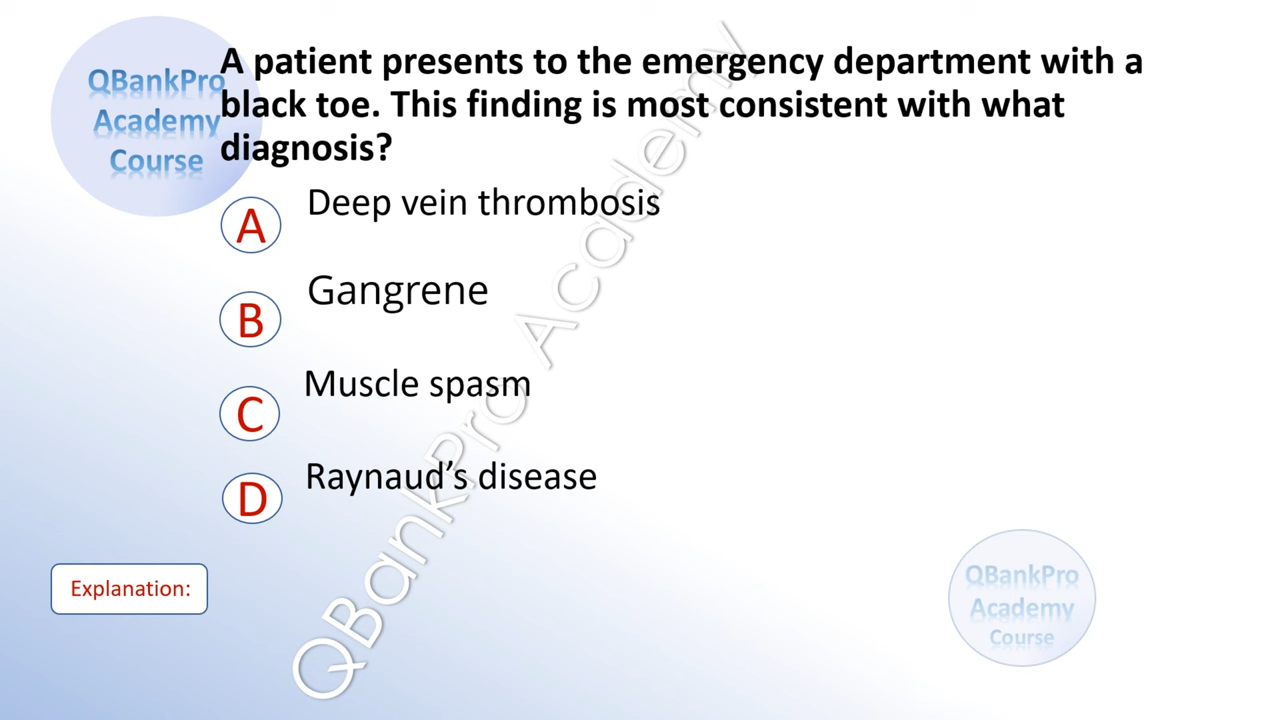 QBankPro
Academy
Course
A patient presents to the emergency department with a
black toe. This finding is most consistent with what
diagnosis?
A
Deep vein thrombosis
B
Gangrene
C
Muscle spasm
D
Raynaud’s disease
Explanation:
QBankPro Academy
QBankPro
Academy
Course